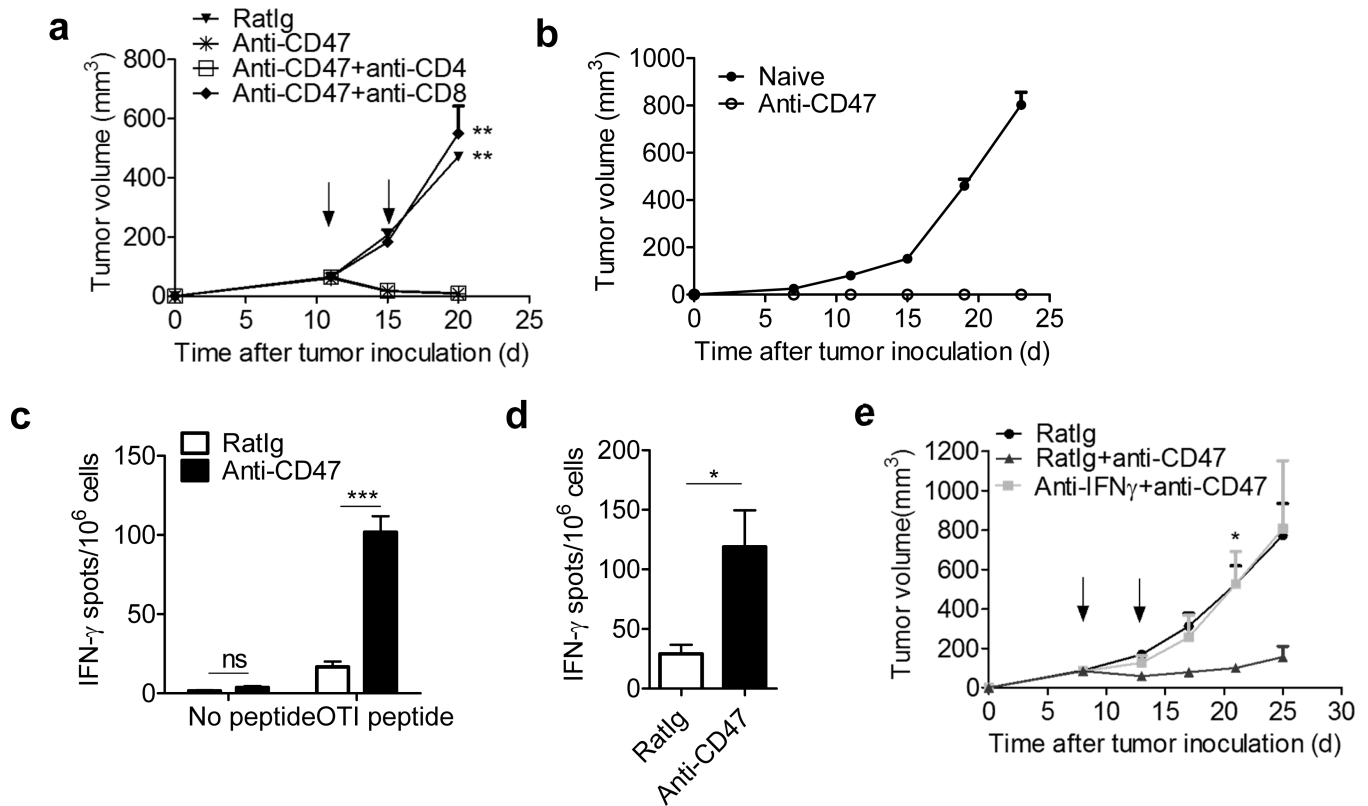 a
RatIg
Anti-CD47
Anti-CD47+anti-CD4
Anti-CD47+anti-CD8
Tumor volume (mm³)
800
600
400
200
0
**
**
0 5 10 15 20 25
Time after tumor inoculation (d)
b
Naive
Anti-CD47
Tumor volume (mm³)
1000
800
600
400
200
0
0 5 10 15 20 25
Time after tumor inoculation (d)
c
RatIg
Anti-CD47
IFN-γ spots/10⁶ cells
150
100
50
0
ns
***
No peptide OTI peptide
d
IFN-γ spots/10⁶ cells
200
150
100
50
0
*
RatIg
Anti-CD47
e
RatIg
RatIg+anti-CD47
Anti-IFNγ+anti-CD47
Tumor volume(mm³)
1200
1000
800
600
400
200
0
*
0 5 10 15 20 25 30
Time after tumor inoculation (d)